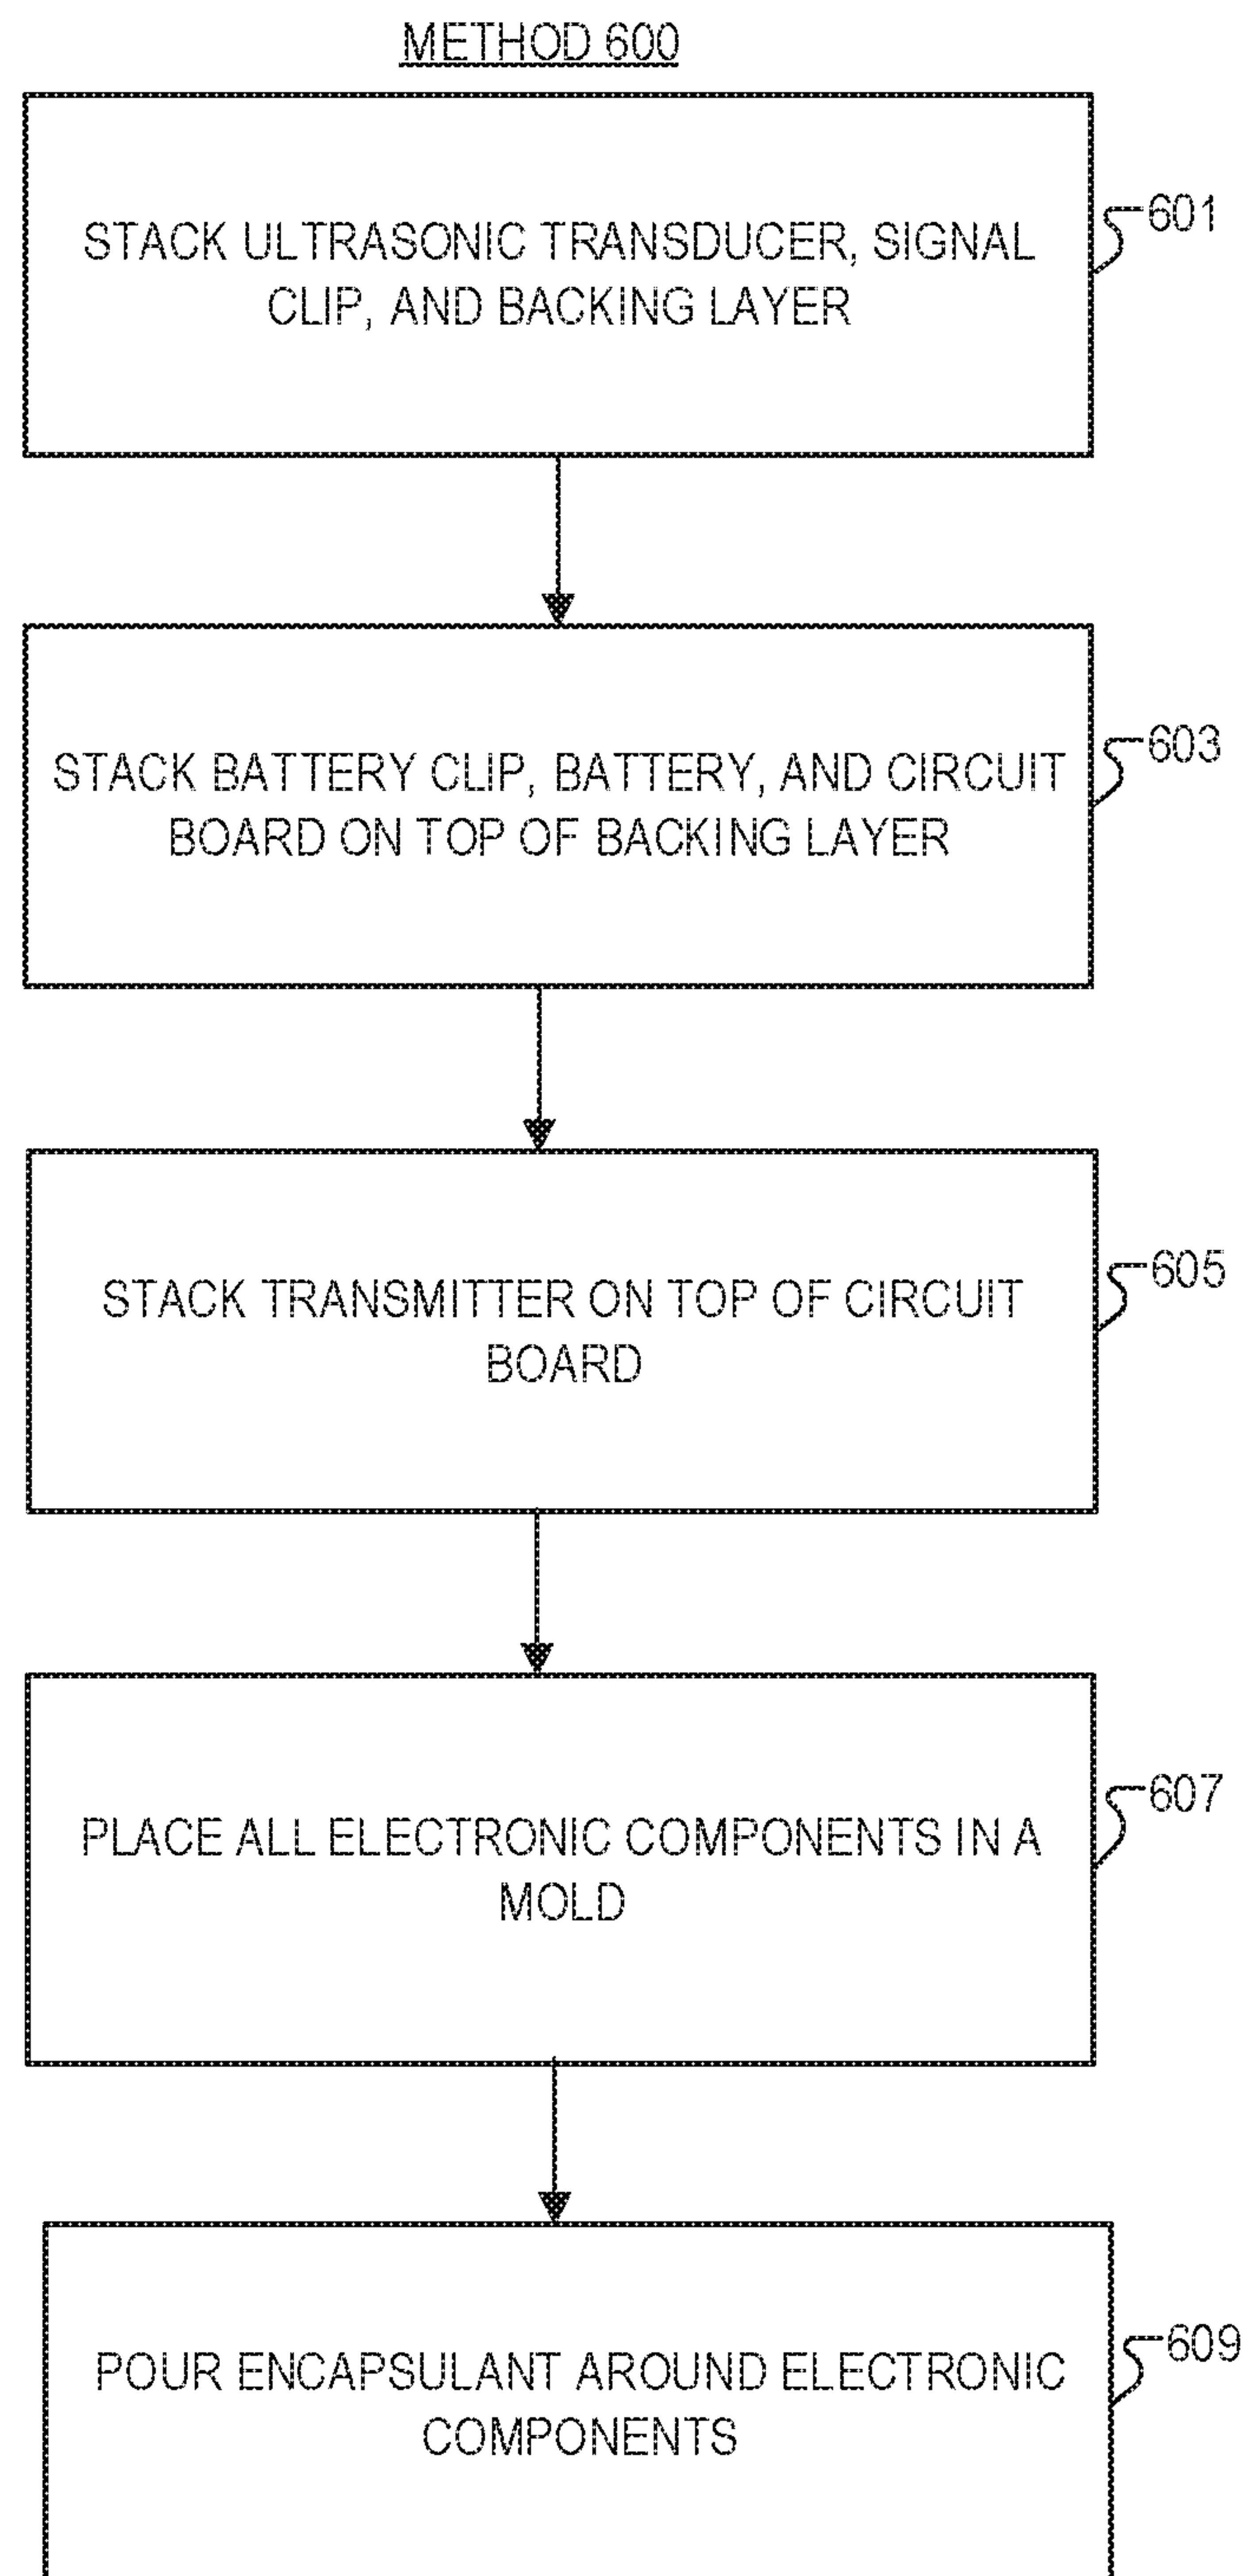 METHOD 600
STACK ULTRASONIC TRANSDUCER, SIGNAL
CLIP, AND BACKING LAYER
601
STACK BATTERY CLIP, BATTERY, AND CIRCUIT
BOARD ON TOP OF BACKING LAYER
603
STACK TRANSMITTER ON TOP OF CIRCUIT
BOARD
605
PLACE ALL ELECTRONIC COMPONENTS IN A
MOLD
607
POUR ENCAPSULANT AROUND ELECTRONIC
COMPONENTS
609